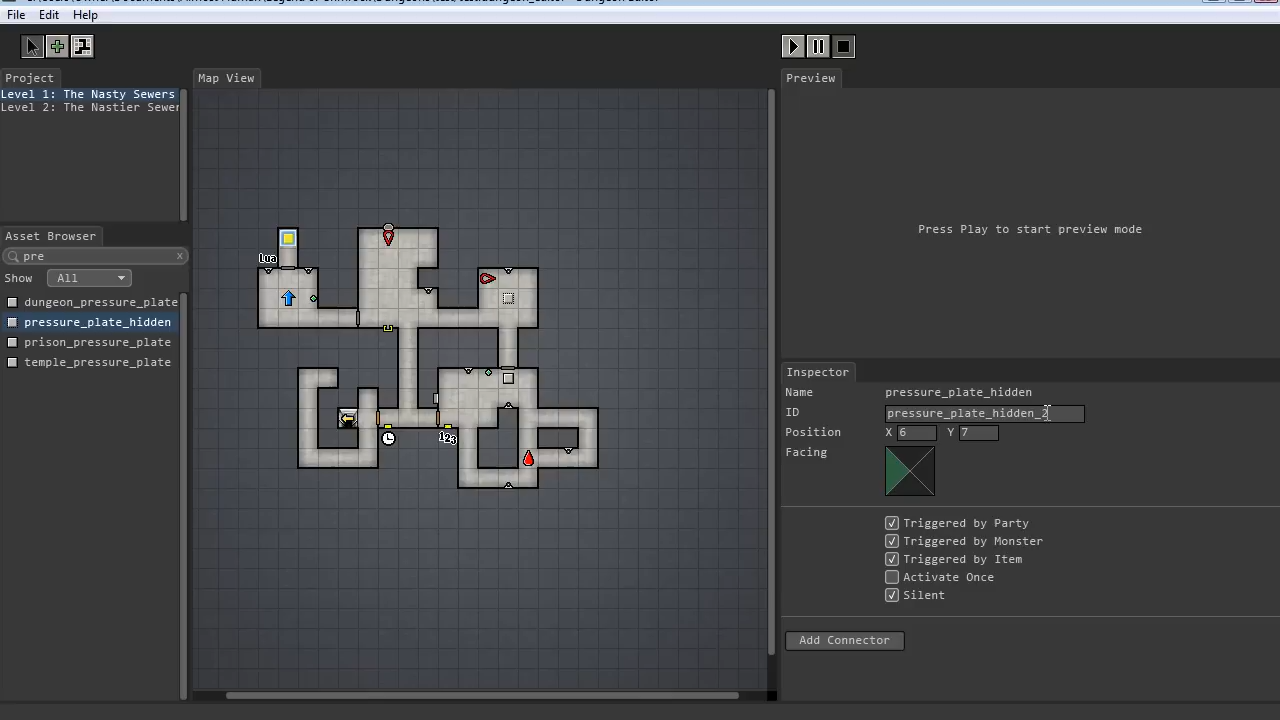 File Edit Help
Project
Map View
Preview
Level 1: The Nasty Sewers
Level 2: The Nastier Sewer
Press Play to start preview mode
Asset Browser
pre
x
Show All
dungeon_pressure_plate
pressure_plate_hidden
prison_pressure_plate
temple_pressure_plate
Lua
123
Inspector
Name pressure_plate_hidden
ID pressure_plate_hidden_2
Position X 6 Y 7
Facing
Triggered by Party
Triggered by Monster
Triggered by Item
Activate Once
Silent
Add Connector